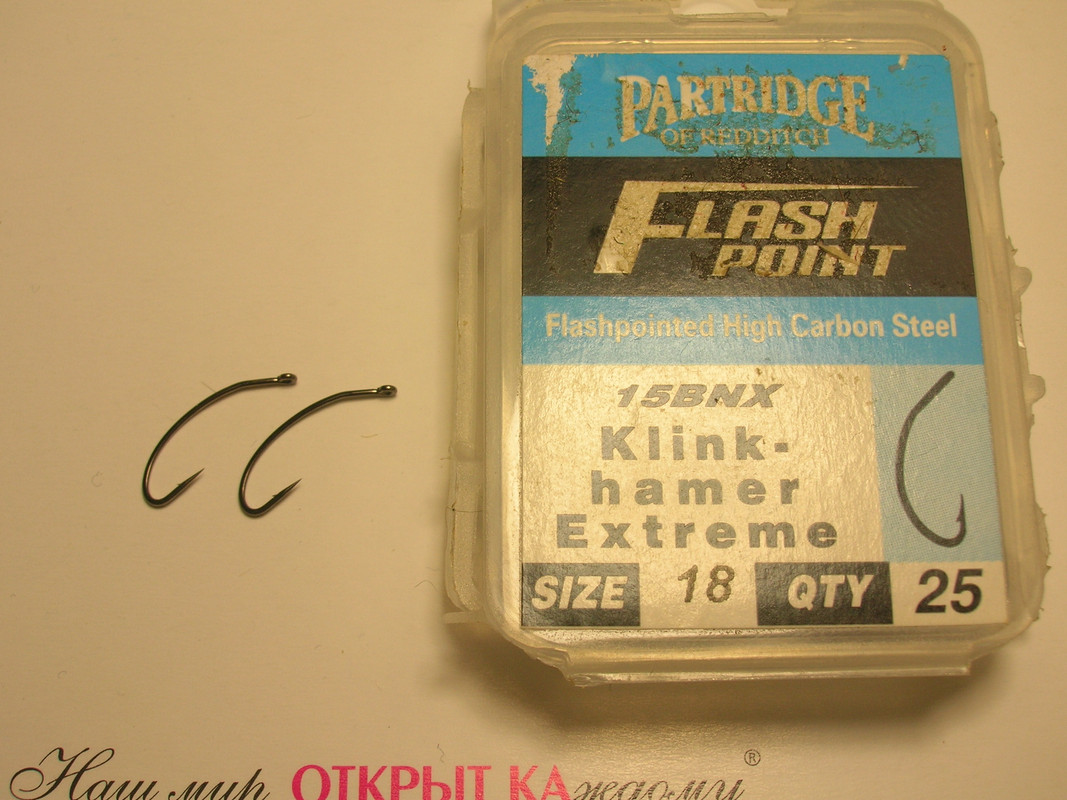 PARTRIDGE
OF REDDITCH
FLASH
POINT
Flashpointed High Carbon Steel
15BNX
Klink-
hamer
Extreme
SIZE 18 QTY 25
Наш мир ОТКРЫТ КАждому ®